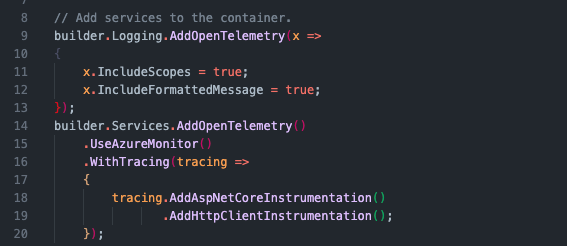 8 // Add services to the container.
9 builder.Logging.AddOpenTelemetry(x =>
10 {
11 x.IncludeScopes = true;
12 x.IncludeFormattedMessage = true;
13 });
14 builder.Services.AddOpenTelemetry()
15 .UseAzureMonitor()
16 .WithTracing(tracing =>
17 {
18 tracing.AddAspNetCoreInstrumentation()
19 .AddHttpClientInstrumentation();
20 });